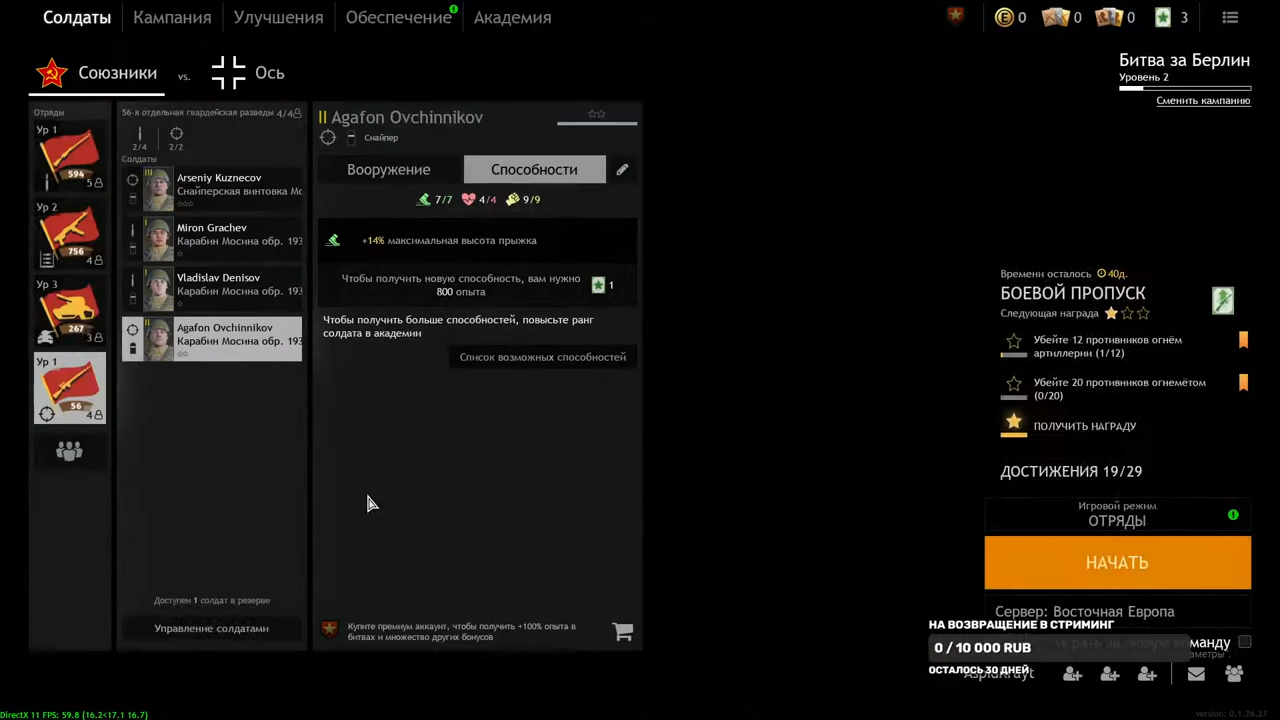 Солдаты
Кампания
Улучшения
Обеспечение
Академия
0
0
0
3
Союзники
vs.
Ось
Битва за Берлин
Уровень 2
Сменить кампанию
Отряды
Ур 1
594
5
Ур 2
756
4
Ур 3
267
3
Ур 1
56
4
56-я отдельная гвардейская разведы 4/4
2/4
2/2
Солдаты
III
Arseniy Kuznecov
Снайперская винтовка Мо
I
Miron Grachev
Карабин Мосина обр. 193
I
Vladislav Denisov
Карабин Мосина обр. 193
II
Agafon Ovchinnikov
Карабин Мосина обр. 193
Доступен 1 солдат в резерве
Управление солдатами
II Agafon Ovchinnikov
Снайпер
Вооружение
Способности
7/7
4/4
9/9
+14% максимальная высота прыжка
Чтобы получить новую способность, вам нужно
800 опыта
1
Чтобы получить больше способностей, повысьте ранг
солдата в академии
Список возможных способностей
Купите премиум аккаунт, чтобы получить +100% опыта в
битвах и множество других бонусов
Времени осталось 40д.
БОЕВОЙ ПРОПУСК
Следующая награда
Убейте 12 противников огнём
артиллерии (1/12)
Убейте 20 противников огнемётом
(0/20)
ПОЛУЧИТЬ НАГРАДУ
ДОСТИЖЕНИЯ 19/29
Игровой режим
ОТРЯДЫ
НАЧАТЬ
Сервер: Восточная Европа
НА ВОЗВРАЩЕНИЕ В СТРИМИНГ
0 / 10 000 RUB
команду
ОСТАЛОСЬ 30 ДНЕЙ
DirectX 11 FPS: 59.8 (16.2<17.1 16.7)
version: 0.1.26.27